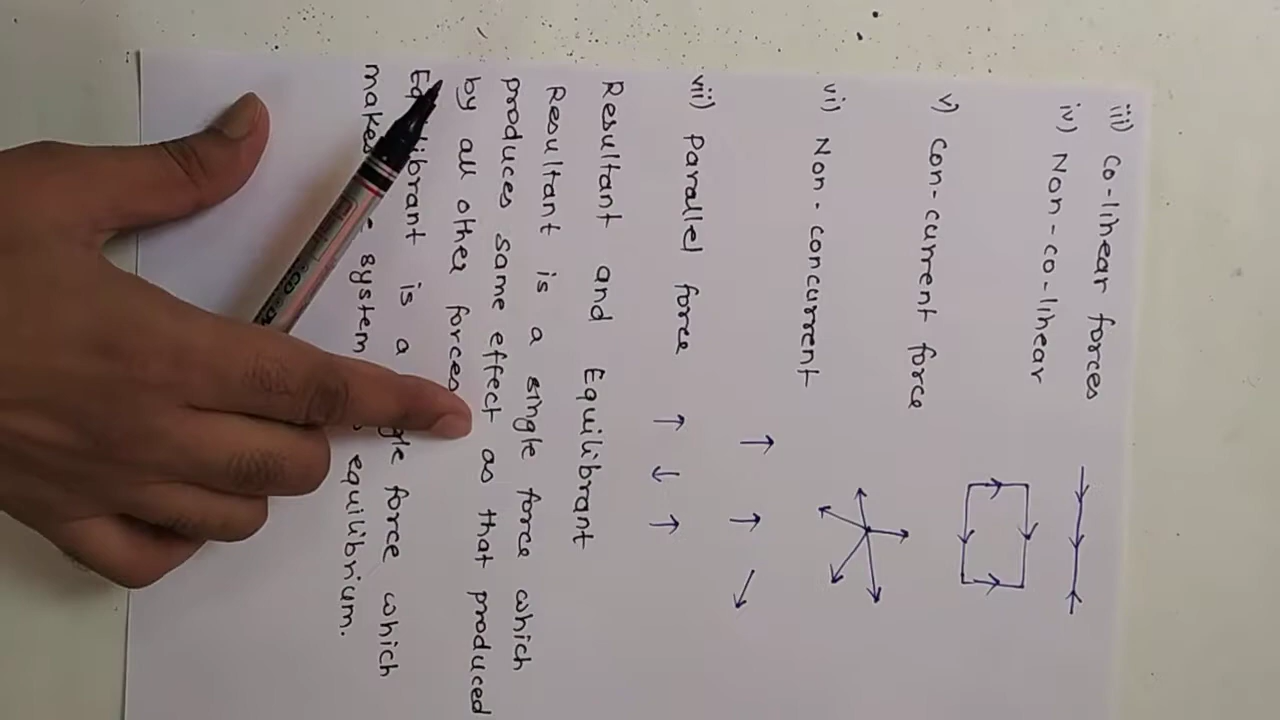 iii) Co-linear forces
iv) Non-co-linear
v) Con-current force
vi) Non-concurrent
vii) Parallel force
Resultant and Equilibrant
Resultant is a single force which
produces same effect as that produced
by all other forces
is a force which
makes system equilibrium.